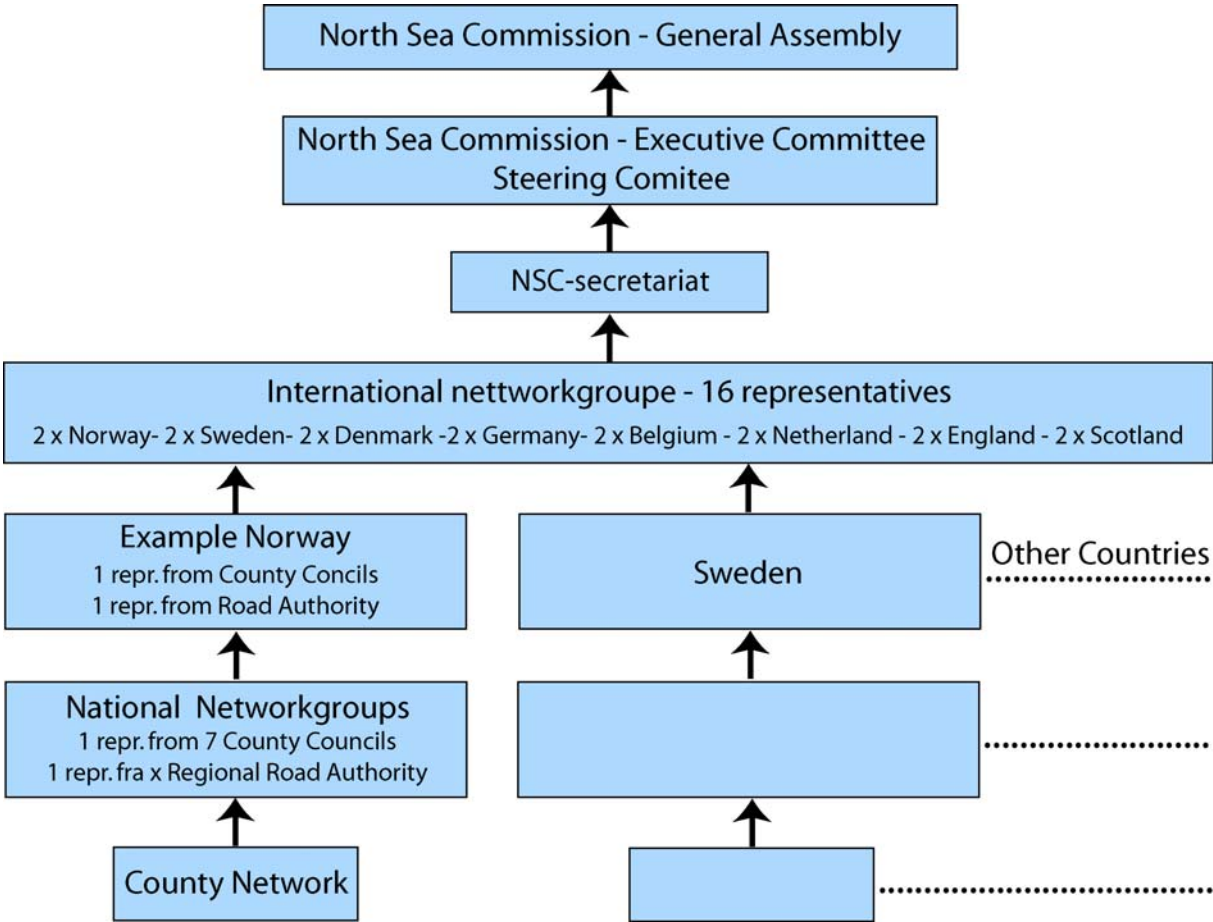 North Sea Commission - General Assembly
North Sea Commission - Executive Committee
Steering Comitee
NSC-secretariat
International nettworkgroupe - 16 representatives
2 x Norway- 2 x Sweden- 2 x Denmark -2 x Germany- 2 x Belgium - 2 x Netherland - 2 x England - 2 x Scotland
Example Norway
1 repr. from County Concils
1 repr. from Road Authority
Sweden
Other Countries
National Networkgroups
1 repr. from 7 County Councils
1 repr. fra x Regional Road Authority
County Network